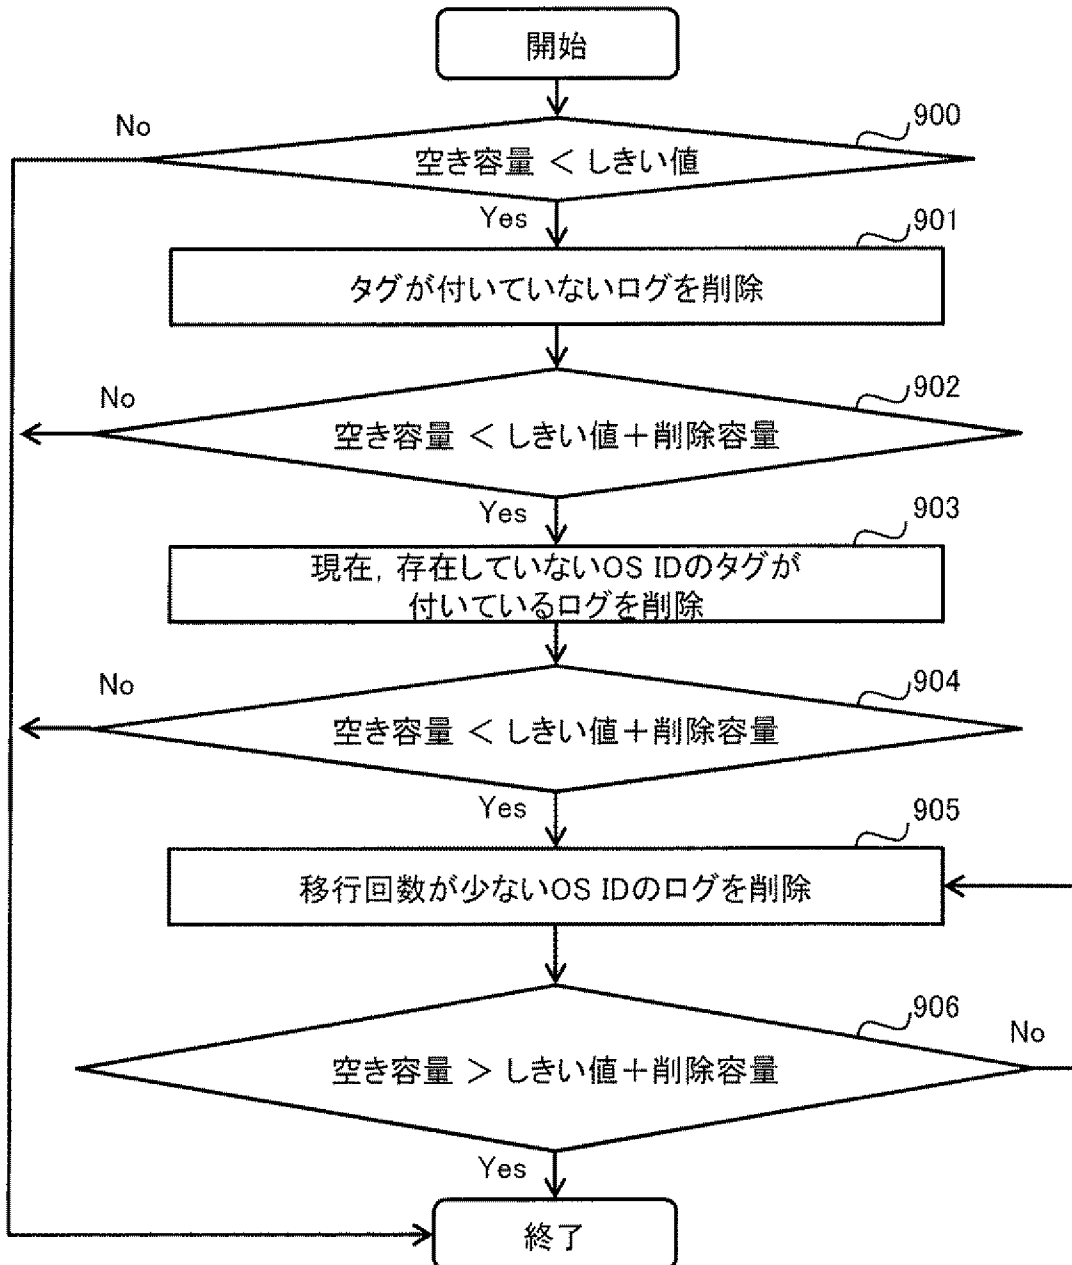 開始
No
900
空き容量 < しきい値
Yes
901
タグが付いていないログを削除
No
902
空き容量 < しきい値+削除容量
Yes
903
現在, 存在していないOS IDのタグが
付いているログを削除
No
904
空き容量 < しきい値+削除容量
Yes
905
移行回数が少ないOS IDのログを削除
906
No
空き容量 > しきい値+削除容量
Yes
終了